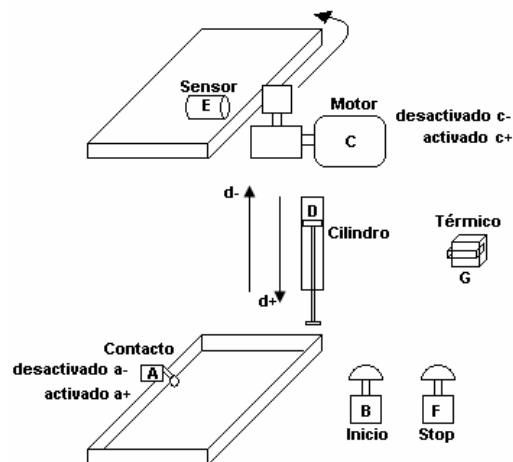 Sensor
E
Motor
C
desactivado c-
activado c+
d-
D
Cilindro
d+
Térmico
G
Contacto
desactivado a-
A
activado a+
B
F
Inicio
Stop